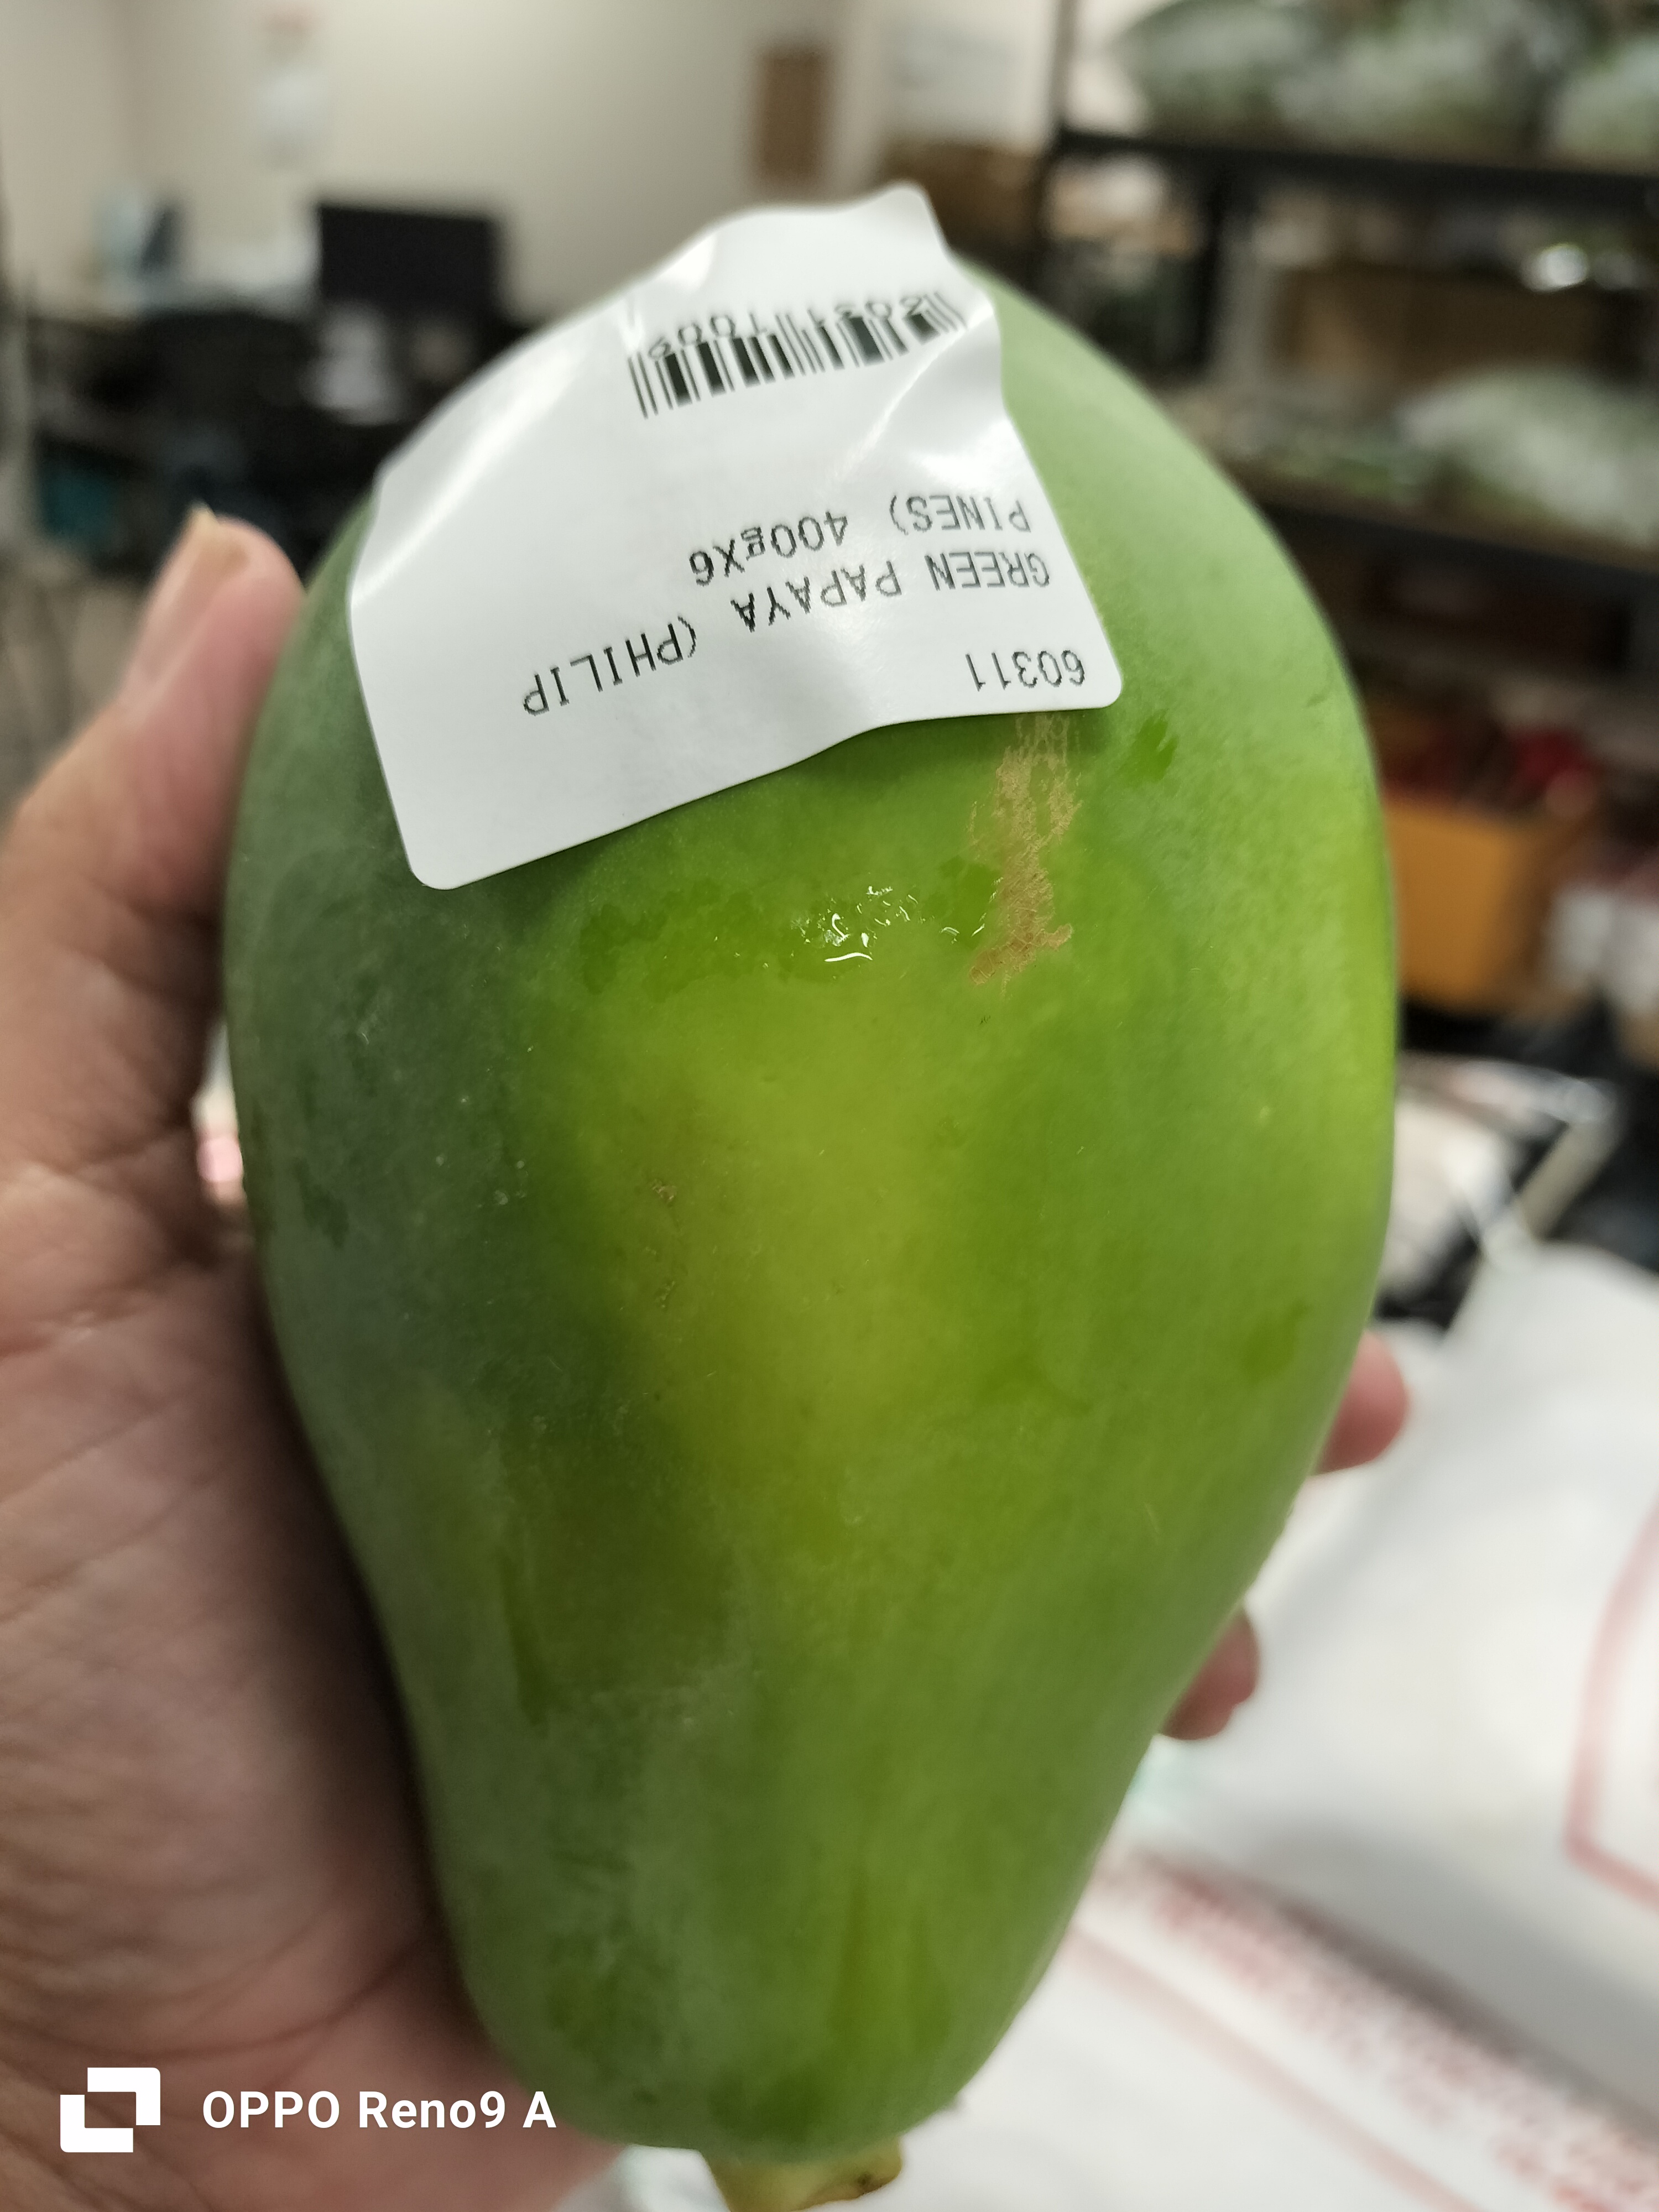 60311
GREEN PAPAYA (PHILIP
PINES) 400gX6
OPPO Reno9 A